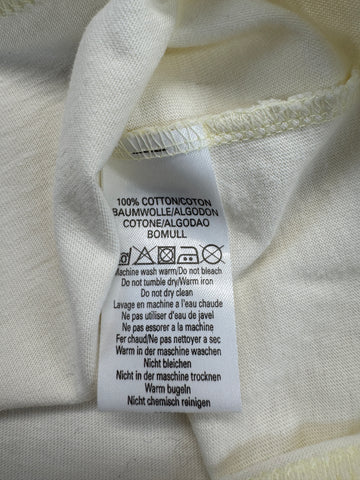 100% COTTON/COTON
BAUMWOLLE/ALGODON
COTONE/ALGODAO
BOMULL
Machine wash warm/Do not bleach
Do not tumble dry/Warm iron
Do not dry clean
Lavage en machine a l'eau chaude
Ne pas utiliser d'eau de javel
Ne pas essorer a la machine
Fer chaud/Ne pas nettoyer a sec
Warm in der maschine waschen
Nicht bleichen
Nicht in der maschine trocknen
Warm bugeln
Nicht chemisch reinigen